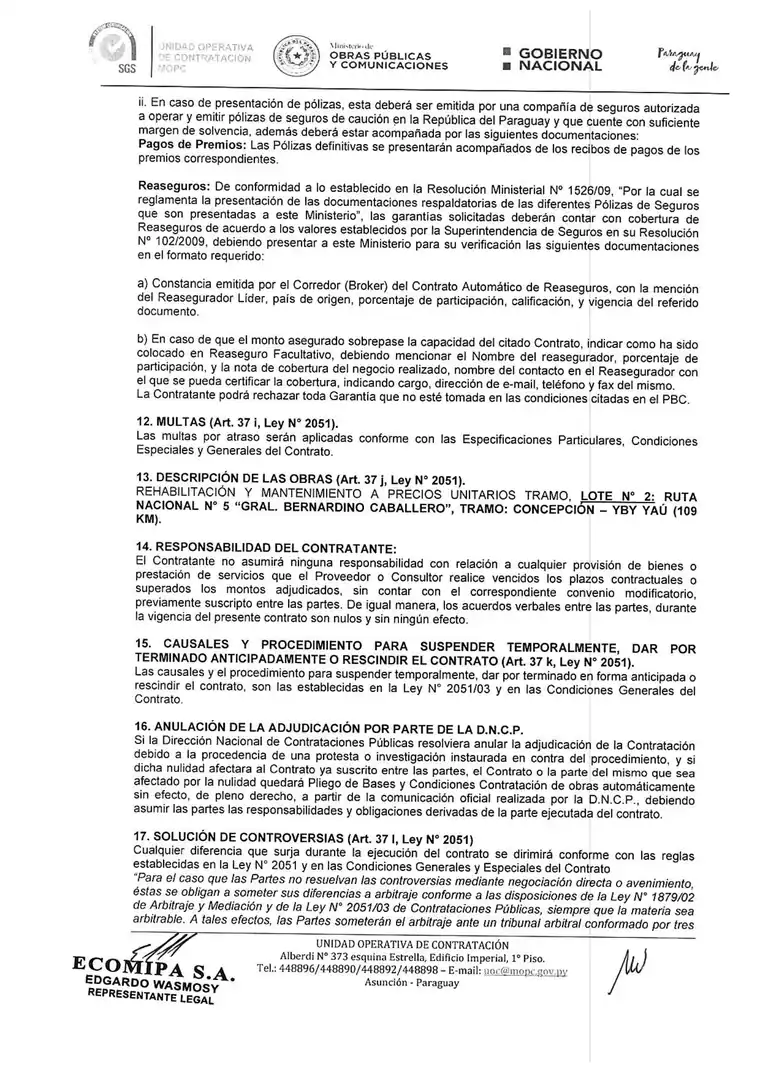 SGS
UNIDAD OPERATIVA
DE CONTRATACIÓN
MOPC
Ministerio de
OBRAS PÚBLICAS
Y COMUNICACIONES
GOBIERNO
NACIONAL
Paraguay
de la gente
ii. En caso de presentación de pólizas, esta deberá ser emitida por una compañía de seguros autorizada
a operar y emitir pólizas de seguros de caución en la República del Paraguay y que cuente con suficiente
margen de solvencia, además deberá estar acompañada por las siguientes documentaciones:
Pagos de Premios: Las Pólizas definitivas se presentarán acompañados de los recibos de pagos de los
premios correspondientes.
Reaseguros: De conformidad a lo establecido en la Resolución Ministerial Nº 1526/09, “Por la cual se
reglamenta la presentación de las documentaciones respaldatorias de las diferentes Pólizas de Seguros
que son presentadas a este Ministerio”, las garantías solicitadas deberán contar con cobertura de
Reaseguros de acuerdo a los valores establecidos por la Superintendencia de Seguros en su Resolución
Nº 102/2009, debiendo presentar a este Ministerio para su verificación las siguientes documentaciones
en el formato requerido:
a) Constancia emitida por el Corredor (Broker) del Contrato Automático de Reaseguros, con la mención
del Reasegurador Líder, país de origen, porcentaje de participación, calificación, y vigencia del referido
documento.
b) En caso de que el monto asegurado sobrepase la capacidad del citado Contrato, indicar como ha sido
colocado en Reaseguro Facultativo, debiendo mencionar el Nombre del reasegurador, porcentaje de
participación, y la nota de cobertura del negocio realizado, nombre del contacto en el Reasegurador con
el que se pueda certificar la cobertura, indicando cargo, dirección de e-mail, teléfono y fax del mismo.
La Contratante podrá rechazar toda Garantía que no esté tomada en las condiciones citadas en el PBC.
12. MULTAS (Art. 37 i, Ley N° 2051).
Las multas por atraso serán aplicadas conforme con las Especificaciones Particulares, Condiciones
Especiales y Generales del Contrato.
13. DESCRIPCIÓN DE LAS OBRAS (Art. 37 j, Ley N° 2051).
REHABILITACIÓN Y MANTENIMIENTO A PRECIOS UNITARIOS TRAMO, LOTE N° 2: RUTA
NACIONAL N° 5 “GRAL. BERNARDINO CABALLERO”, TRAMO: CONCEPCIÓN – YBY YAÚ (109
KM).
14. RESPONSABILIDAD DEL CONTRATANTE:
El Contratante no asumirá ninguna responsabilidad con relación a cualquier provisión de bienes o
prestación de servicios que el Proveedor o Consultor realice vencidos los plazos contractuales o
superados los montos adjudicados, sin contar con el correspondiente convenio modificatorio,
previamente suscripto entre las partes. De igual manera, los acuerdos verbales entre las partes, durante
la vigencia del presente contrato son nulos y sin ningún efecto.
15. CAUSALES Y PROCEDIMIENTO PARA SUSPENDER TEMPORALMENTE, DAR POR
TERMINADO ANTICIPADAMENTE O RESCINDIR EL CONTRATO (Art. 37 k, Ley N° 2051).
Las causales y el procedimiento para suspender temporalmente, dar por terminado en forma anticipada o
rescindir el contrato, son las establecidas en la Ley N° 2051/03 y en las Condiciones Generales del
Contrato.
16. ANULACIÓN DE LA ADJUDICACIÓN POR PARTE DE LA D.N.C.P.
Si la Dirección Nacional de Contrataciones Públicas resolviera anular la adjudicación de la Contratación
debido a la procedencia de una protesta o investigación instaurada en contra del procedimiento, y si
dicha nulidad afectara al Contrato ya suscrito entre las partes, el Contrato o la parte del mismo que sea
afectado por la nulidad quedará Pliego de Bases y Condiciones Contratación de obras automáticamente
sin efecto, de pleno derecho, a partir de la comunicación oficial realizada por la D.N.C.P., debiendo
asumir las partes las responsabilidades y obligaciones derivadas de la parte ejecutada del contrato.
17. SOLUCIÓN DE CONTROVERSIAS (Art. 37 l, Ley N° 2051)
Cualquier diferencia que surja durante la ejecución del contrato se dirimirá conforme con las reglas
establecidas en la Ley N° 2051 y en las Condiciones Generales y Especiales del Contrato
“Para el caso que las Partes no resuelvan las controversias mediante negociación directa o avenimiento,
éstas se obligan a someter sus diferencias a arbitraje conforme a las disposiciones de la Ley N° 1879/02
de Arbitraje y Mediación y de la Ley N° 2051/03 de Contrataciones Públicas, siempre que la materia sea
arbitrable. A tales efectos, las Partes someterán el arbitraje ante un tribunal arbitral conformado por tres
UNIDAD OPERATIVA DE CONTRATACIÓN
Alberdi N° 373 esquina Estrella, Edificio Imperial, 1° Piso.
Tel.: 448896/448890/448892/448898 – E-mail: uoc@mopc.gov.py
Asunción - Paraguay
ECOMIPA S.A.
EDGARDO WASMOSY
REPRESENTANTE LEGAL